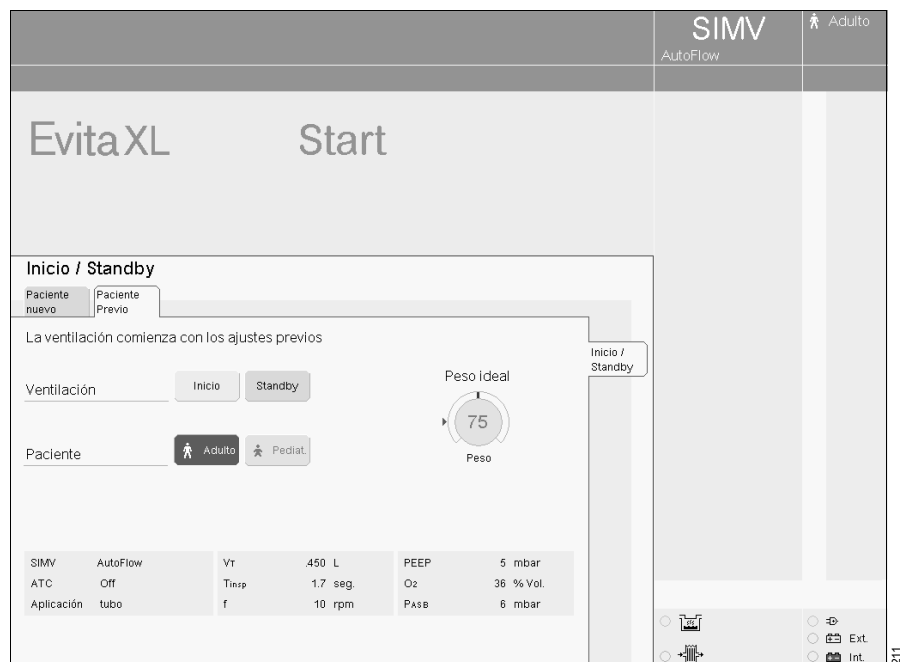 SIMV
Adulto
AutoFlow
Evita XL Start
Inicio / Standby
Paciente nuevo
Paciente Previo
La ventilación comienza con los ajustes previos
Inicio / Standby
Peso ideal
Ventilación Inicio Standby
75
Paciente Adulto Pediat.
Peso
SIMV AutoFlow VT .450 L PEEP 5 mbar
ATC Off Tinsp 1.7 seg. O2 36 % Vol.
Aplicación tubo f 10 rpm PASB 6 mbar
Ext.
Int.
211